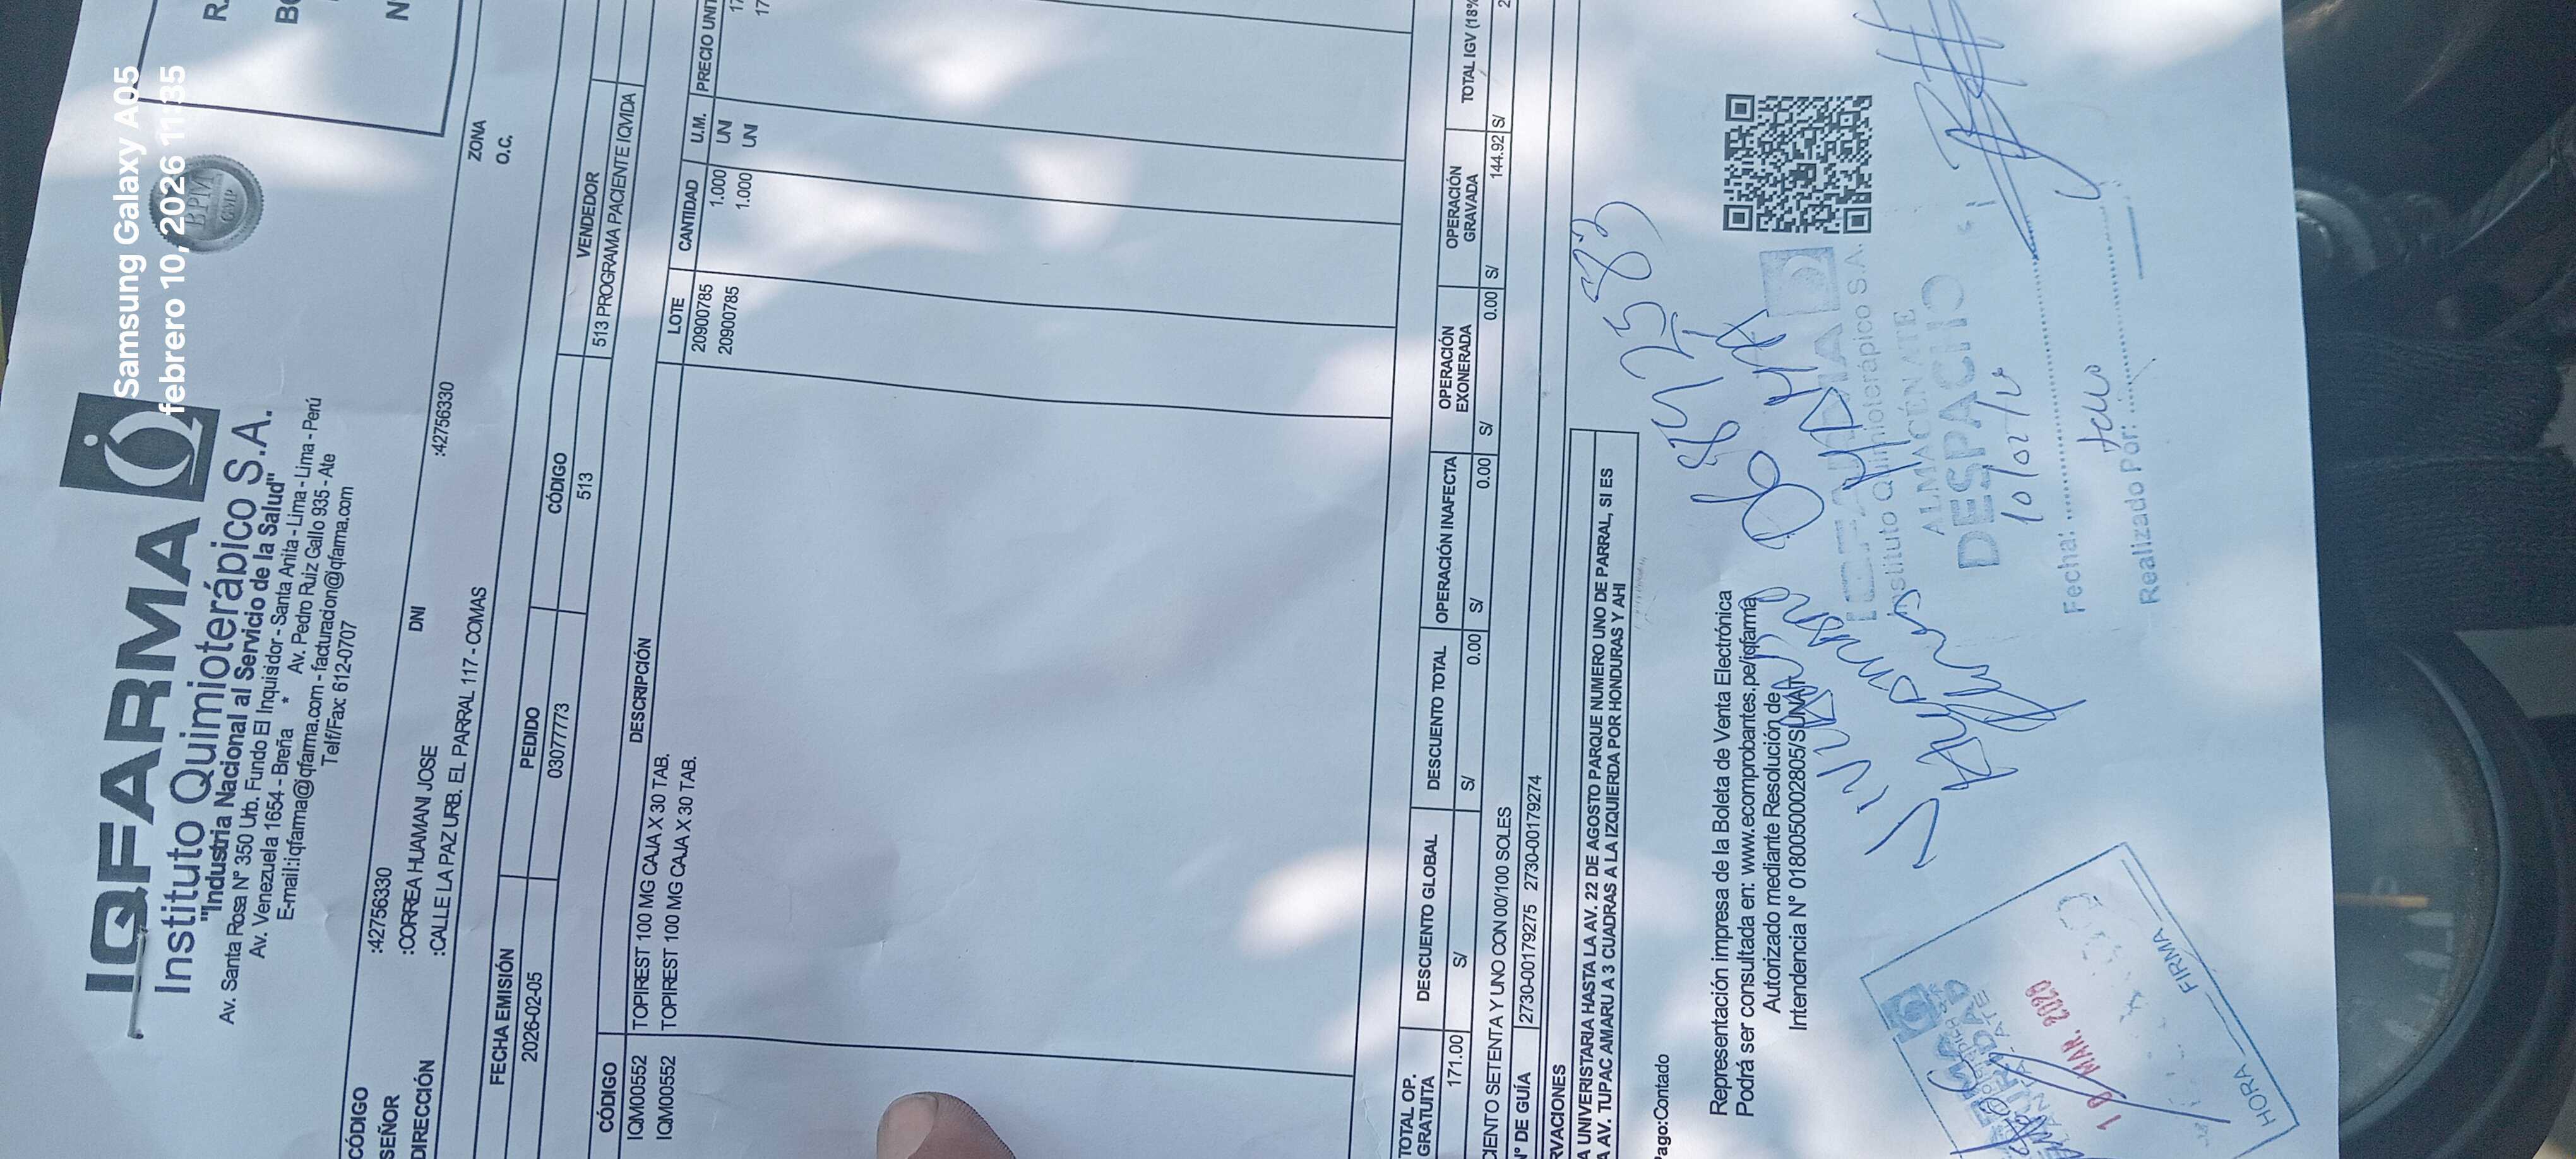 Samsung Galaxy A05
febrero 10, 2026 11:35
IQFARMA
Instituto Quimioterápico S.A.
"Industria Nacional al Servicio de la Salud"
Av. Santa Rosa N° 350 Urb. Fundo El Inquisidor - Santa Anita - Lima - Lima - Perú
Av. Venezuela 1654 - Breña * Av. Pedro Ruiz Gallo 935 - Ate
E-mail:iqfarma@iqfarma.com - facturacion@iqfarma.com
Telf/Fax: 612-0707
BPM
GMP
CÓDIGO :42756330 DNI :42756330
SEÑOR :CORREA HUAMANI JOSE
DIRECCIÓN :CALLE LA PAZ URB. EL PARRAL 117 - COMAS
ZONA
O.C.
FECHA EMISIÓN PEDIDO CÓDIGO VENDEDOR
2026-02-05 03077773 513 513 PROGRAMA PACIENTE IQVIDA
CÓDIGO DESCRIPCIÓN LOTE CANTIDAD U.M. PRECIO UNIT
IQM00552 TOPIREST 100 MG CAJA X 30 TAB. 20900785 1.000 UN 17
IQM00552 TOPIREST 100 MG CAJA X 30 TAB. 20900785 1.000 UN 17
TOTAL OP. GRATUITA DESCUENTO GLOBAL DESCUENTO TOTAL OPERACIÓN INAFECTA OPERACIÓN EXONERADA OPERACIÓN GRAVADA TOTAL IGV (18%
171.00 S/ S/ 0.00 S/ 0.00 S/ 0.00 S/ 144.92 S/ 2
CIENTO SETENTA Y UNO CON 00/100 SOLES
N° DE GUÍA 2730-00179275 2730-00179274
RVACIONES
A UNIVERISTARIA HASTA LA AV. 22 DE AGOSTO PARQUE NUMERO UNO DE PARRAL, SI ES
A AV. TUPAC AMARU A 3 CUADRAS A LA IZQUIERDA POR HONDURAS Y AHI
Pago:Contado
Representación impresa de la Boleta de Venta Electrónica
Podrá ser consultada en: www.ecomprobantes.pe/iqfarma
Autorizado mediante Resolución de
Intendencia N° 0180050002805/SUNAT
Instituto Quimioterápico S.A.
ALMACÉN ATE
DESPACHO
Fecha: 10/02/
Realizado Por:
MAR. 2020
HORA
FIRMA